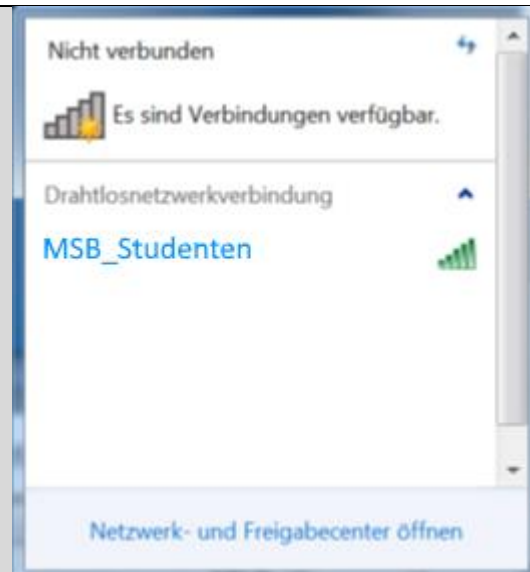 Nicht verbunden
Es sind Verbindungen verfügbar.
Drahtlosnetzwerkverbindung
MSB_Studenten
Netzwerk- und Freigabecenter öffnen